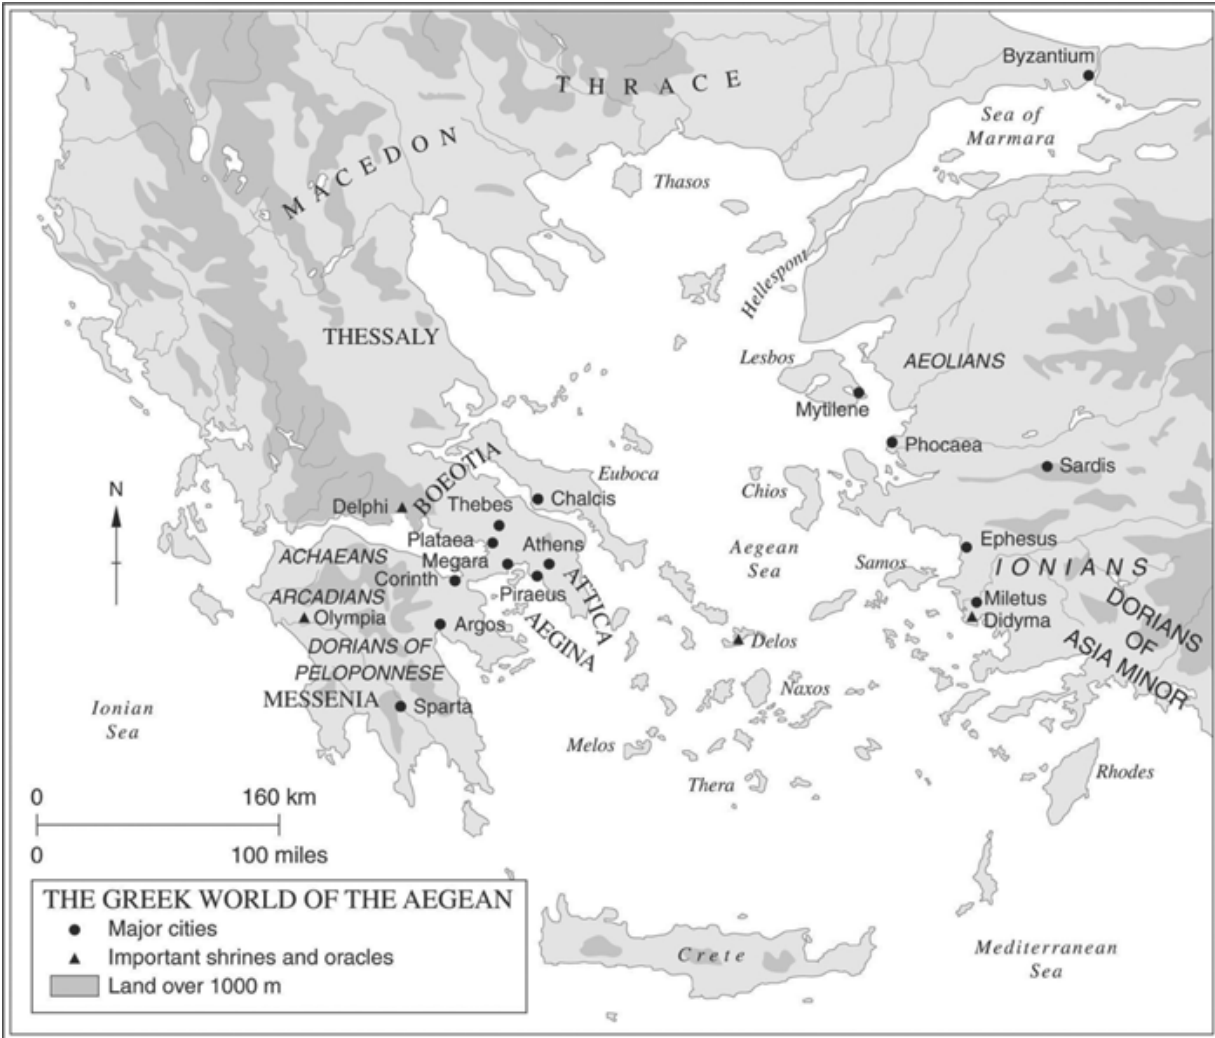 Byzantium
THRACE
Sea of
Marmara
MACEDON
Thasos
Hellespont
THESSALY
Lesbos
AEOLIANS
Mytilene
Phocaea
Sardis
Euboca
Chios
BOEOTIA
Delphi
Thebes
Chalcis
N
Plataea
Athens
Megara
Corinth
Piraeus
ATTICA
AEGINA
ACHAEANS
ARCADIANS
Olympia
Argos
DORIANS OF
PELOPONNESE
MESSENIA
Sparta
Aegean
Sea
Samos
Ephesus
IONIANS
Miletus
Didyma
DORIANS
OF
ASIA MINOR
Delos
Naxos
Ionian
Sea
Melos
Thera
Rhodes
0 160 km
0 100 miles
Crete
Mediterranean
Sea
THE GREEK WORLD OF THE AEGEAN
Major cities
Important shrines and oracles
Land over 1000 m